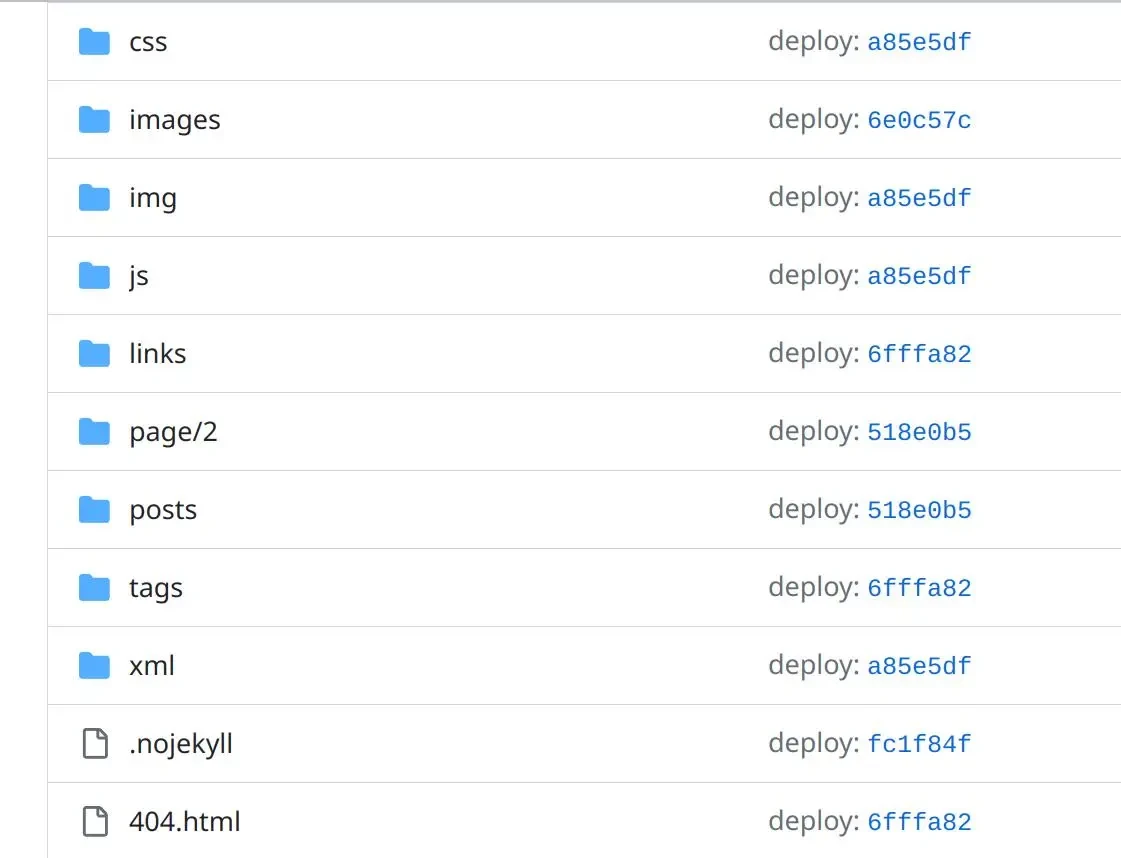 css deploy: a85e5df
images deploy: 6e0c57c
img deploy: a85e5df
js deploy: a85e5df
links deploy: 6fffa82
page/2 deploy: 518e0b5
posts deploy: 518e0b5
tags deploy: 6fffa82
xml deploy: a85e5df
.nojekyll deploy: fc1f84f
404.html deploy: 6fffa82